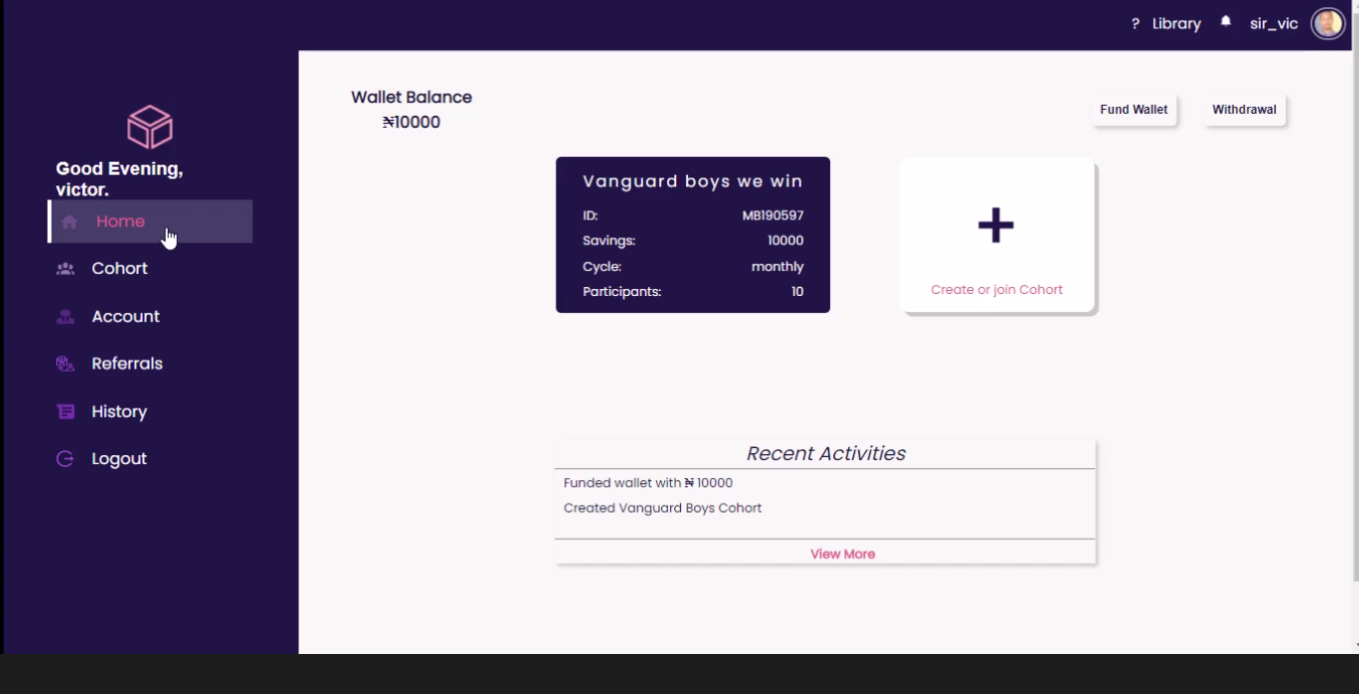 ? Library sir_vic
Good Evening,
victor.
Home
Cohort
Account
Referrals
History
Logout
Wallet Balance
₦10000
Fund Wallet
Withdrawal
Vanguard boys we win
ID: MB190597
Savings: 10000
Cycle: monthly
Participants: 10
Create or join Cohort
Recent Activities
Funded wallet with ₦ 10000
Created Vanguard Boys Cohort
View More